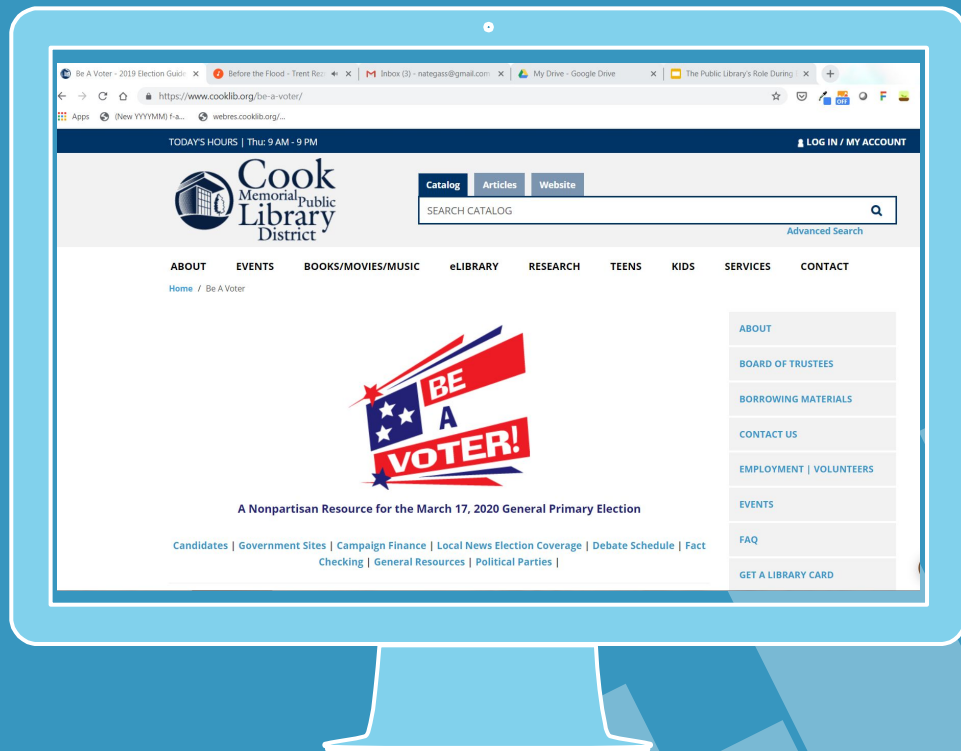 Be A Voter - 2019 Election Guide
Before the Flood - Trent Rez
Inbox (3) - nategass@gmail.com
My Drive - Google Drive
The Public Library's Role During
https://www.cooklib.org/be-a-voter/
OFF
F
Apps
(New YYYYMM) f-a...
webres.cooklib.org/...
TODAY'S HOURS | Thu: 9 AM - 9 PM
LOG IN / MY ACCOUNT
Cook
Memorial Public
Library
District
Catalog
Articles
Website
SEARCH CATALOG
Advanced Search
ABOUT
EVENTS
BOOKS/MOVIES/MUSIC
eLIBRARY
RESEARCH
TEENS
KIDS
SERVICES
CONTACT
Home / Be A Voter
BE
A
VOTER!
A Nonpartisan Resource for the March 17, 2020 General Primary Election
Candidates | Government Sites | Campaign Finance | Local News Election Coverage | Debate Schedule | Fact
Checking | General Resources | Political Parties |
ABOUT
BOARD OF TRUSTEES
BORROWING MATERIALS
CONTACT US
EMPLOYMENT | VOLUNTEERS
EVENTS
FAQ
GET A LIBRARY CARD